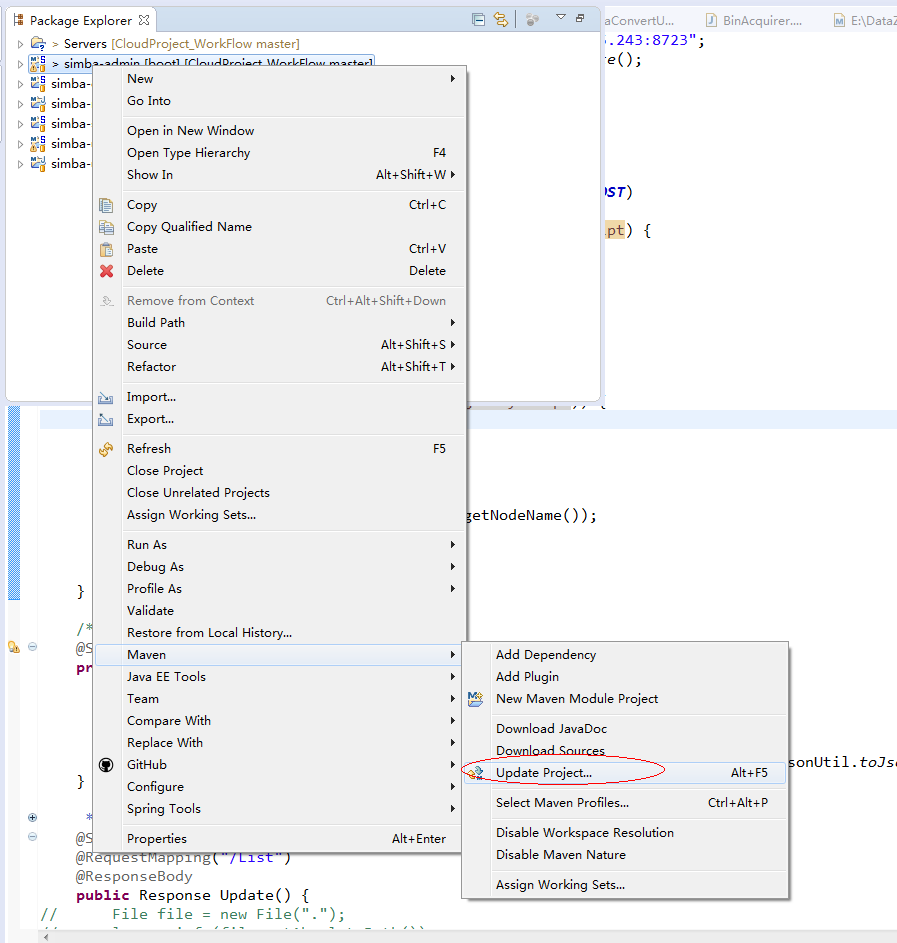 Package Explorer
aConvertU...
BinAcquirer....
E:\DataZ
> Servers [CloudProject_WorkFlow master]
.243:8723";
> simba-admin [boot] [CloudProject_WorkFlow master]
re();
simba-
simba-
simba-
simba-
simba-
New
Go Into
Open in New Window
Open Type Hierarchy F4
Show In Alt+Shift+W
OST)
Copy Ctrl+C
Copy Qualified Name
pt) {
Paste Ctrl+V
Delete Delete
Remove from Context Ctrl+Alt+Shift+Down
Build Path
Source Alt+Shift+S
Refactor Alt+Shift+T
Import...
Export...
Refresh F5
Close Project
Close Unrelated Projects
Assign Working Sets...
getNodeName());
Run As
Debug As
Profile As
}
Validate
/*
Restore from Local History...
@S
Maven
pr
Java EE Tools
Team
Compare With
Replace With
GitHub
}
Configure
Spring Tools
*
Properties Alt+Enter
@S
Add Dependency
Add Plugin
New Maven Module Project
Download JavaDoc
Download Sources
sonUtil.toJso
Update Project... Alt+F5
Select Maven Profiles... Ctrl+Alt+P
Disable Workspace Resolution
Disable Maven Nature
Assign Working Sets...
@RequestMapping("/List")
@ResponseBody
public Response Update() {
// File file = new File(".");